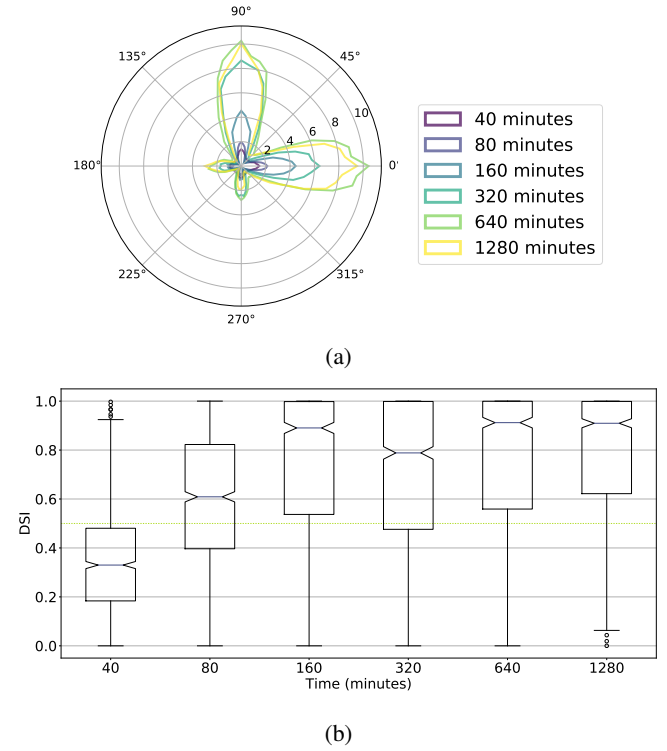 90°
135°
45°
10
8
6
4
2
180°
0°
225°
315°
270°
40 minutes
80 minutes
160 minutes
320 minutes
640 minutes
1280 minutes
(a)
1.0
0.8
0.6
0.4
0.2
0.0
DSI
40 80 160 320 640 1280
Time (minutes)
(b)